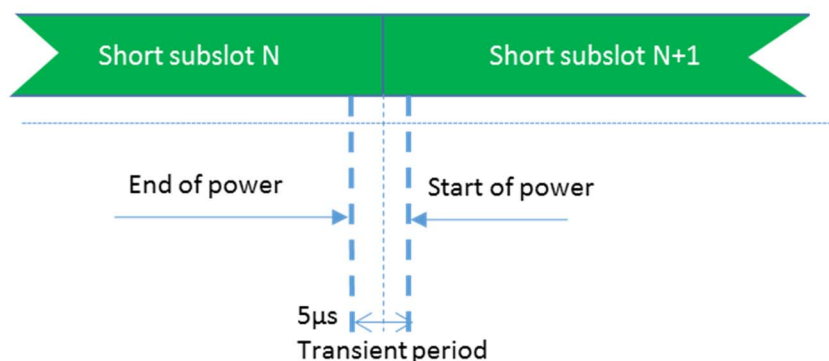 Short subslot N
Short subslot N+1
End of power
Start of power
5µs
Transient period